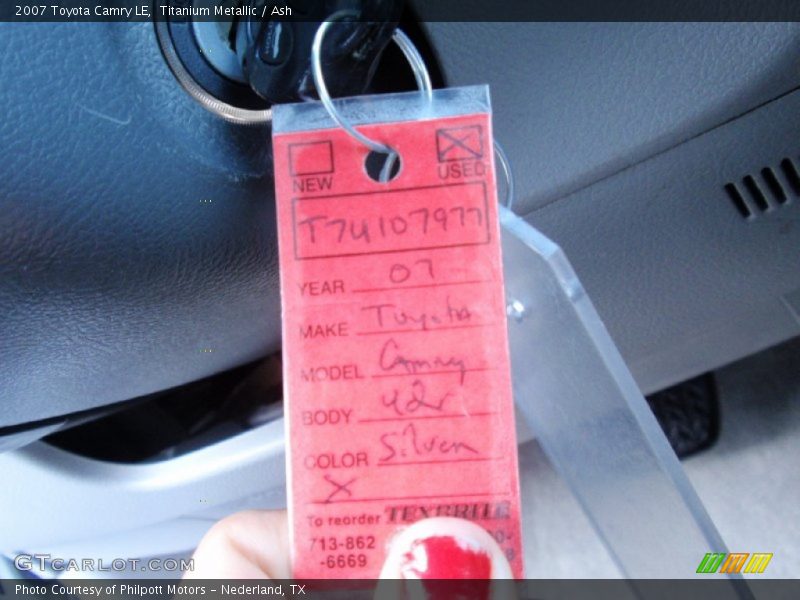 2007 Toyota Camry LE, Titanium Metallic / Ash
NEW USED
T74107977
YEAR 07
MAKE Toyota
MODEL Camry
BODY 4dr
COLOR Silver
X
To reorder TEXBRITE
713-862
-6669
GTCARLOT.COM
Photo Courtesy of Philpott Motors - Nederland, TX